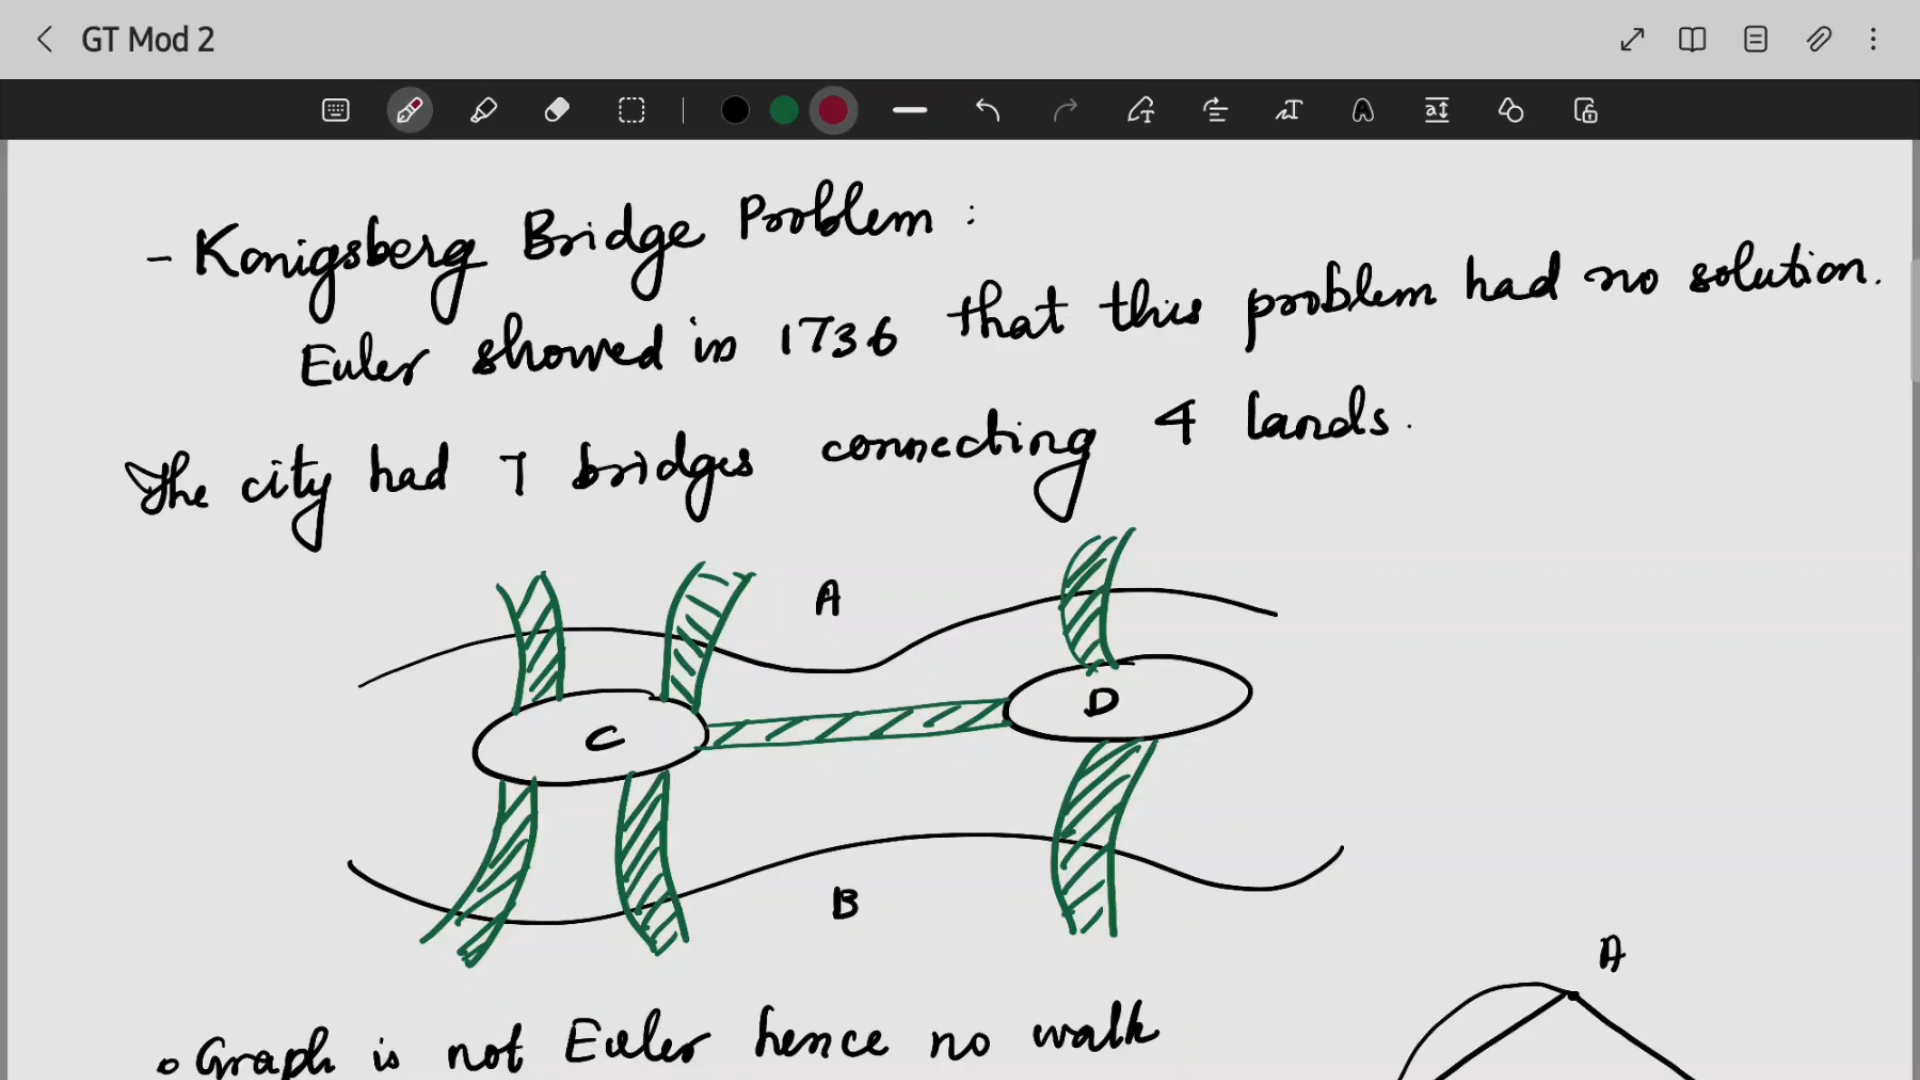 GT Mod 2
- Konigsberg Bridge Problem :
Euler showed in 1736 that this problem had no solution.
The city had 7 bridges connecting 4 lands.
A
D
C
B
A
Graph is not Euler hence no walk